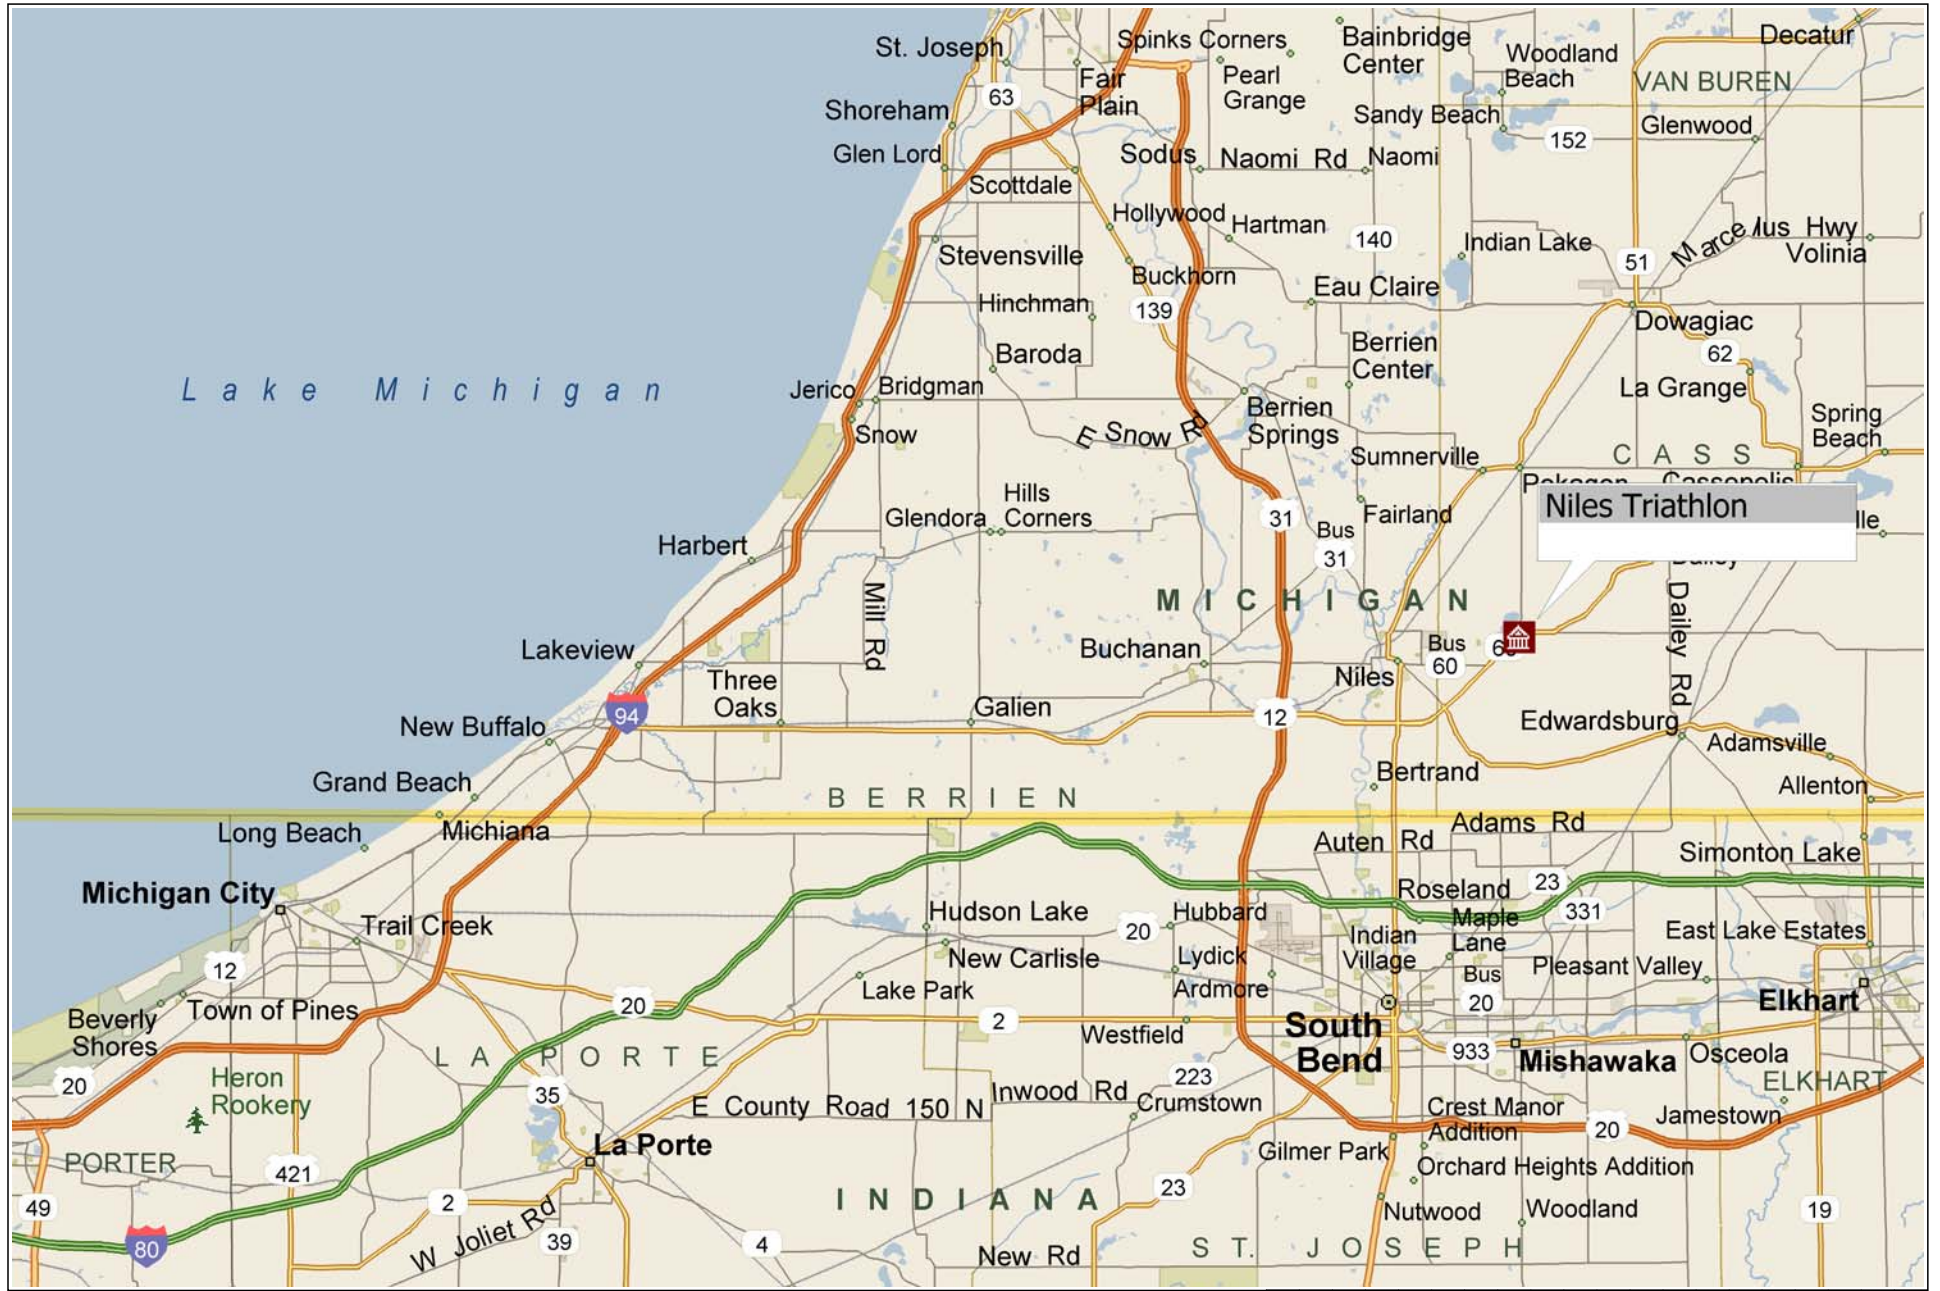 St. Joseph
Spinks Corners
Bainbridge
Center
Woodland
Beach
Decatur
Fair
Plain
Pearl
Grange
VAN BUREN
63
Shoreham
Sandy Beach
Glenwood
152
Glen Lord
Sodus
Naomi Rd
Naomi
Scottdale
Hollywood
Hartman
140
Indian Lake
51
Marcellus Hwy
Volinia
Stevensville
Buckhorn
Eau Claire
Hinchman
139
Dowagiac
Baroda
Berrien
Center
62
Lake Michigan
Jerico
Bridgman
La Grange
Berrien
Springs
Spring
Beach
Snow
E Snow Rd
Sumnerville
CASS
Pokagon
Cassopolis
Niles Triathlon
Hills
Corners
Glendora
31
Fairland
lle
Bus
31
Harbert
Dailey
MICHIGAN
Mill Rd
Dailey Rd
Lakeview
Buchanan
Bus
60
Niles
Three
Oaks
Galien
94
12
New Buffalo
Edwardsburg
Adamsville
Bertrand
Allenton
Grand Beach
BERRIEN
Long Beach
Michiana
Auten Rd
Adams Rd
Simonton Lake
Michigan City
Roseland
23
331
Trail Creek
Hudson Lake
20
Hubbard
Maple
Lane
Indian
Village
East Lake Estates
12
New Carlisle
Lydick
Bus
20
Pleasant Valley
Lake Park
Ardmore
Elkhart
Town of Pines
20
2
Beverly
Shores
Westfield
South
Bend
933
Mishawaka
Osceola
LA PORTE
20
Heron
Rookery
35
223
ELKHART
E County Road 150 N
Inwood Rd
Crumstown
Crest Manor
Addition
20
Jamestown
La Porte
Gilmer Park
PORTER
421
Orchard Heights Addition
49
2
INDIANA
23
Nutwood
Woodland
19
80
W Joliet Rd
39
4
New Rd
ST. JOSEPH